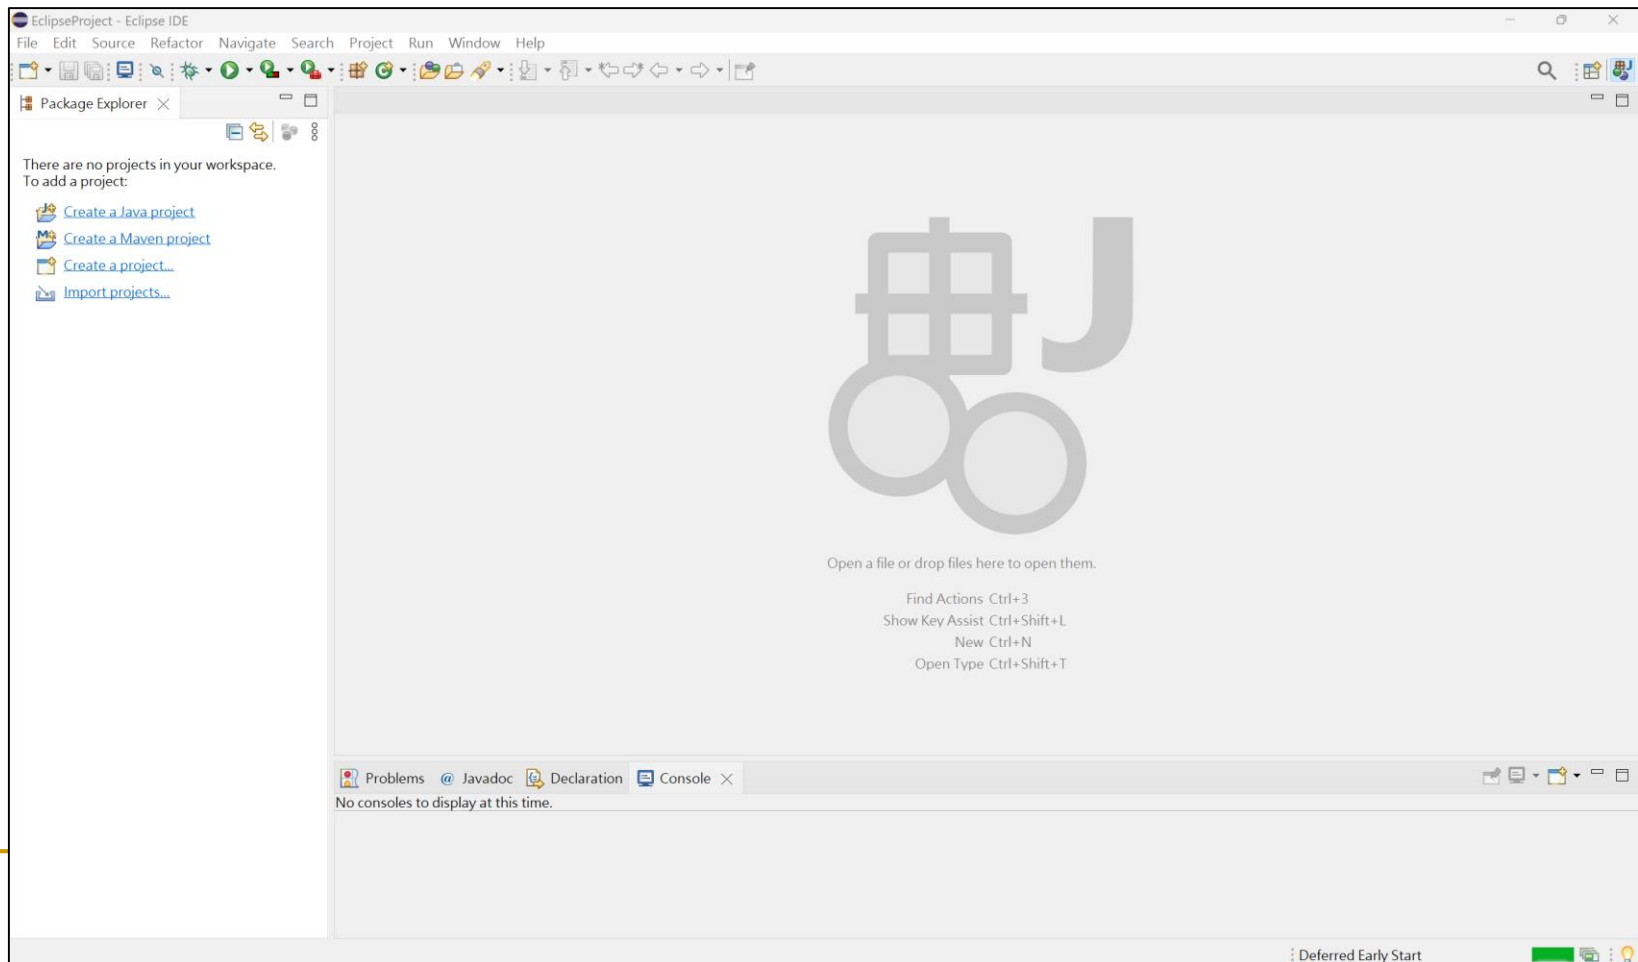 EclipseProject - Eclipse IDE
File Edit Source Refactor Navigate Search Project Run Window Help
Package Explorer
There are no projects in your workspace.
To add a project:
Create a Java project
Create a Maven project
Create a project...
Import projects...
Open a file or drop files here to open them.
Find Actions Ctrl+3
Show Key Assist Ctrl+Shift+L
New Ctrl+N
Open Type Ctrl+Shift+T
Problems @ Javadoc Declaration Console
No consoles to display at this time.
Deferred Early Start